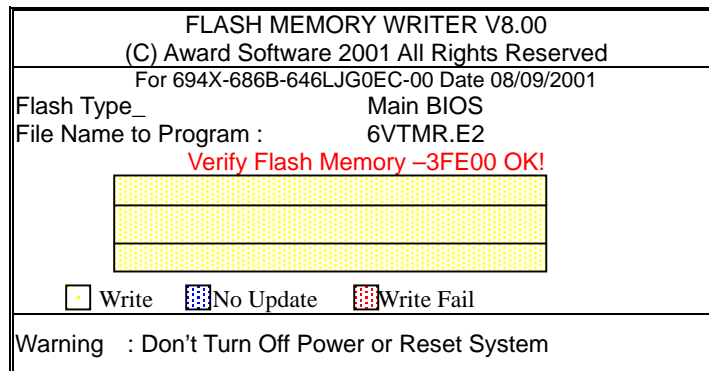 FLASH MEMORY WRITER V8.00
(C) Award Software 2001 All Rights Reserved
For 694X-686B-646LJG0EC-00 Date 08/09/2001
Flash Type_ Main BIOS
File Name to Program : 6VTMR.E2
Verify Flash Memory –3FE00 OK!
Write No Update Write Fail
Warning : Don’t Turn Off Power or Reset System